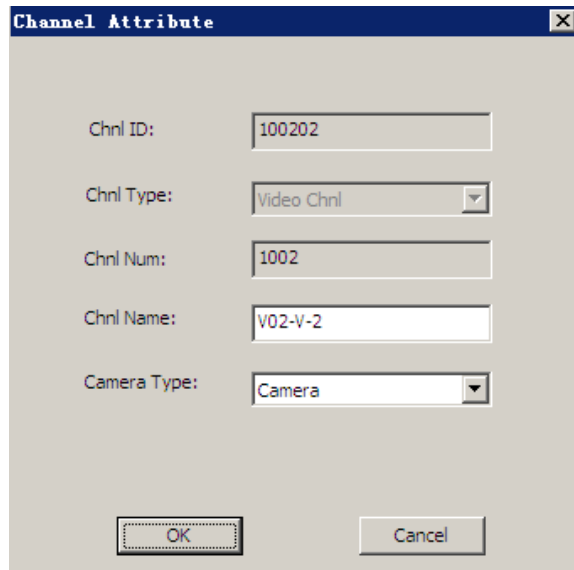 Channel Attribute
Chnl ID: 100202
Chnl Type: Video Chnl
Chnl Num: 1002
Chnl Name: V02-V-2
Camera Type: Camera
OK Cancel